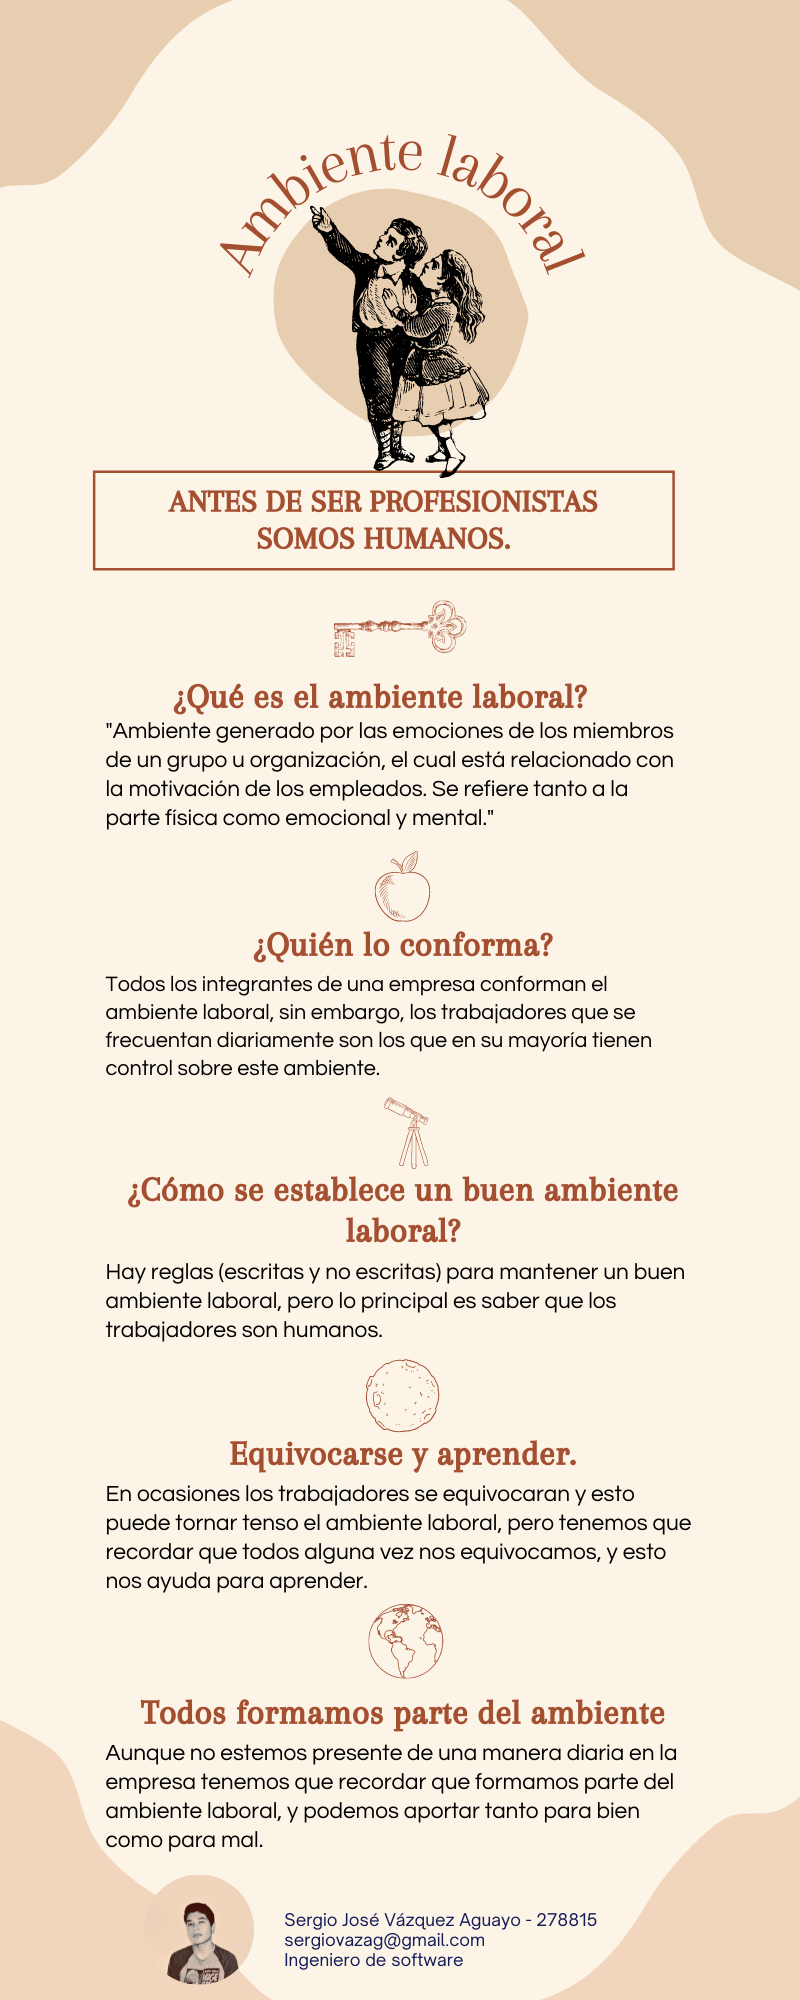 Ambiente laboral
ANTES DE SER PROFESIONISTAS
SOMOS HUMANOS.
¿Qué es el ambiente laboral?
"Ambiente generado por las emociones de los miembros
de un grupo u organización, el cual está relacionado con
la motivación de los empleados. Se refiere tanto a la
parte física como emocional y mental."
¿Quién lo conforma?
Todos los integrantes de una empresa conforman el
ambiente laboral, sin embargo, los trabajadores que se
frecuentan diariamente son los que en su mayoría tienen
control sobre este ambiente.
¿Cómo se establece un buen ambiente
laboral?
Hay reglas (escritas y no escritas) para mantener un buen
ambiente laboral, pero lo principal es saber que los
trabajadores son humanos.
Equivocarse y aprender.
En ocasiones los trabajadores se equivocaran y esto
puede tornar tenso el ambiente laboral, pero tenemos que
recordar que todos alguna vez nos equivocamos, y esto
nos ayuda para aprender.
Todos formamos parte del ambiente
Aunque no estemos presente de una manera diaria en la
empresa tenemos que recordar que formamos parte del
ambiente laboral, y podemos aportar tanto para bien
como para mal.
Sergio José Vázquez Aguayo - 278815
sergiovazag@gmail.com
Ingeniero de software